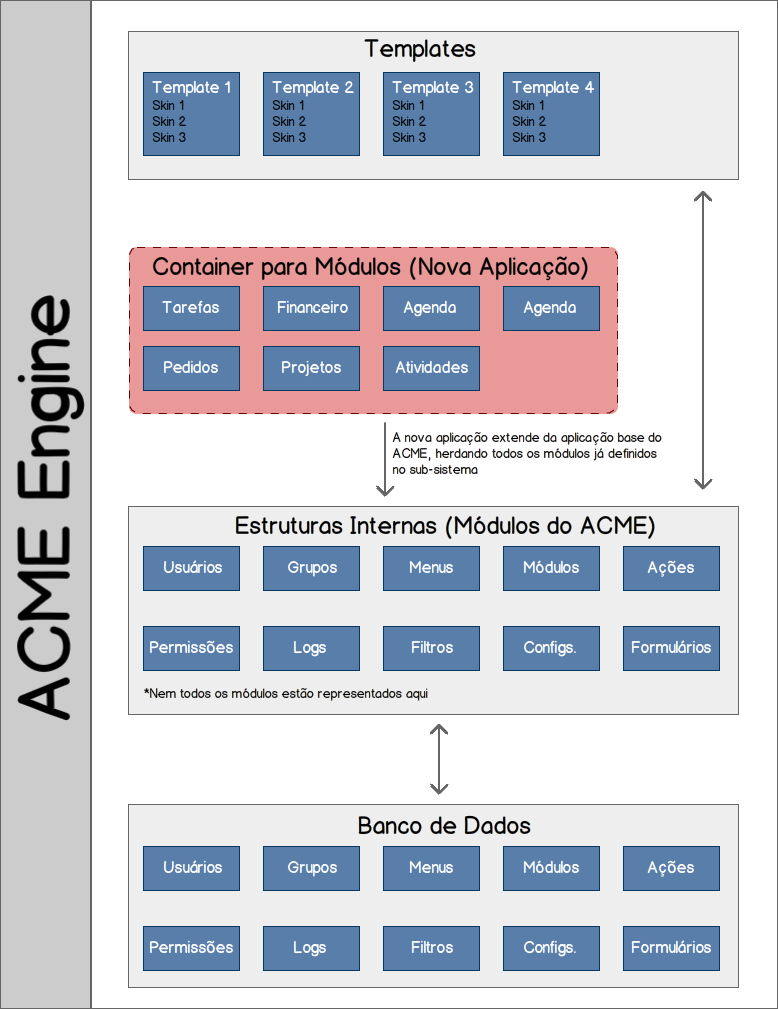 ACME Engine
Templates
Template 1
Skin 1
Skin 2
Skin 3
Template 2
Skin 1
Skin 2
Skin 3
Template 3
Skin 1
Skin 2
Skin 3
Template 4
Skin 1
Skin 2
Skin 3
Container para Módulos (Nova Aplicação)
Tarefas
Financeiro
Agenda
Agenda
Pedidos
Projetos
Atividades
A nova aplicação extende da aplicação base do
ACME, herdando todos os módulos já definidos
no sub-sistema
Estruturas Internas (Módulos do ACME)
Usuários
Grupos
Menus
Módulos
Ações
Permissões
Logs
Filtros
Configs.
Formulários
*Nem todos os módulos estão representados aqui
Banco de Dados
Usuários
Grupos
Menus
Módulos
Ações
Permissões
Logs
Filtros
Configs.
Formulários